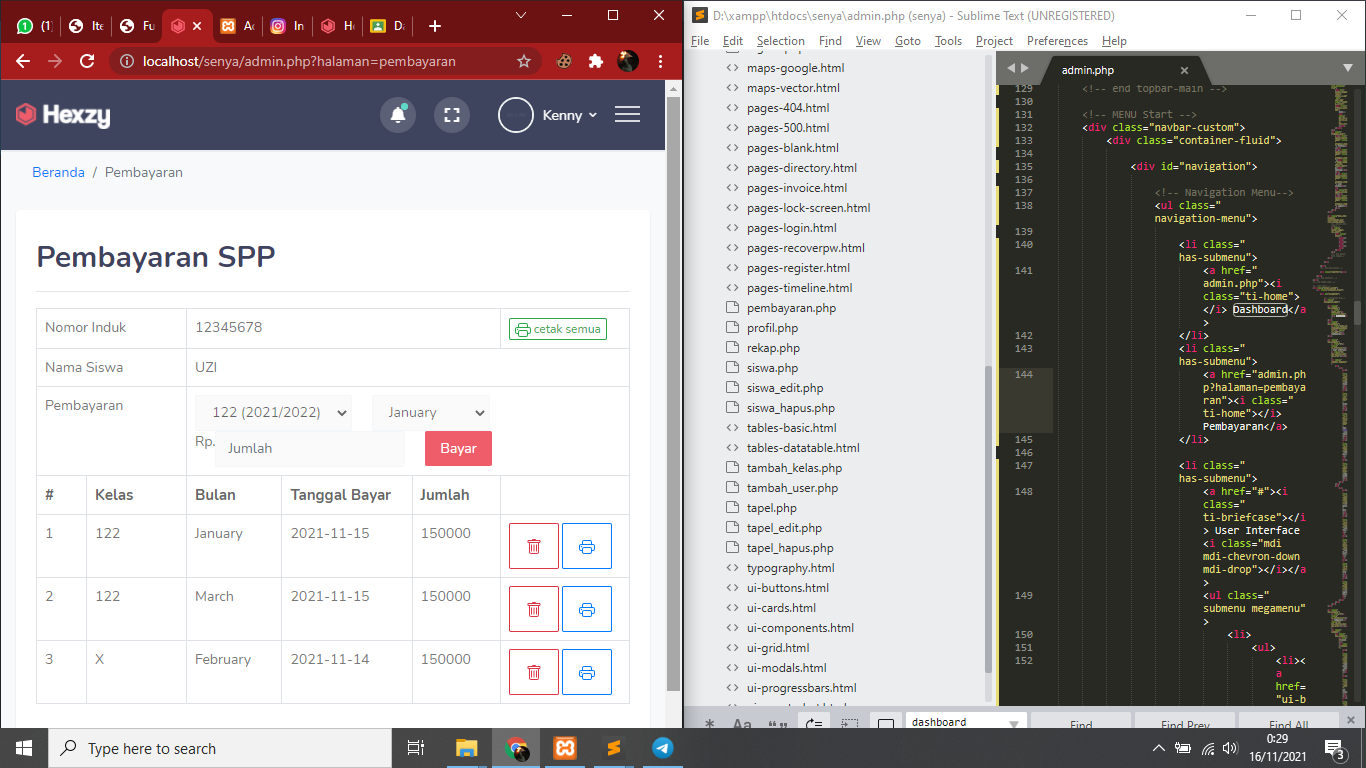 (1)
Ite
Fu
Ac
In
Ho
Da
localhost/senya/admin.php?halaman=pembayaran
Hexzy
Kenny
Beranda / Pembayaran
Pembayaran SPP
Nomor Induk 12345678 cetak semua
Nama Siswa UZI
Pembayaran 122 (2021/2022) January
Rp. Jumlah Bayar
# Kelas Bulan Tanggal Bayar Jumlah
1 122 January 2021-11-15 150000
2 122 March 2021-11-15 150000
3 X February 2021-11-14 150000
D:\xampp\htdocs\senya\admin.php (senya) - Sublime Text (UNREGISTERED)
File Edit Selection Find View Goto Tools Project Preferences Help
maps-google.html
maps-vector.html
pages-404.html
pages-500.html
pages-blank.html
pages-directory.html
pages-invoice.html
pages-lock-screen.html
pages-login.html
pages-recoverpw.html
pages-register.html
pages-timeline.html
pembayaran.php
profil.php
rekap.php
siswa.php
siswa_edit.php
siswa_hapus.php
tables-basic.html
tables-datatable.html
tambah_kelas.php
tambah_user.php
tapel.php
tapel_edit.php
tapel_hapus.php
typography.html
ui-buttons.html
ui-cards.html
ui-components.html
ui-grid.html
ui-modals.html
ui-progressbars.html
admin.php
129 <!-- end topbar-main -->
130
131 <!-- MENU Start -->
132 <div class="navbar-custom">
133 <div class="container-fluid">
134
135 <div id="navigation">
136
137 <!-- Navigation Menu-->
138 <ul class="
navigation-menu">
139
140 <li class="
has-submenu">
141 <a href="
admin.php"><i
class="ti-home">
</i> Dashboard</a
>
142 </li>
143 <li class="
has-submenu">
144 <a href="admin.ph
p?halaman=pembaya
ran"><i class="
ti-home"></i>
Pembayaran</a>
145 </li>
146
147 <li class="
has-submenu">
148 <a href="#"><i
class="
ti-briefcase"></i
> User Interface
<i class="mdi
mdi-chevron-down
mdi-drop"></i></a
>
149 <ul class="
submenu megamenu"
>
150 <li>
151 <ul>
152 <li><
a
href=
"ui-b
Aa
dashboard
Find
Find Prev
Find All
Type here to search
0:29
16/11/2021
3